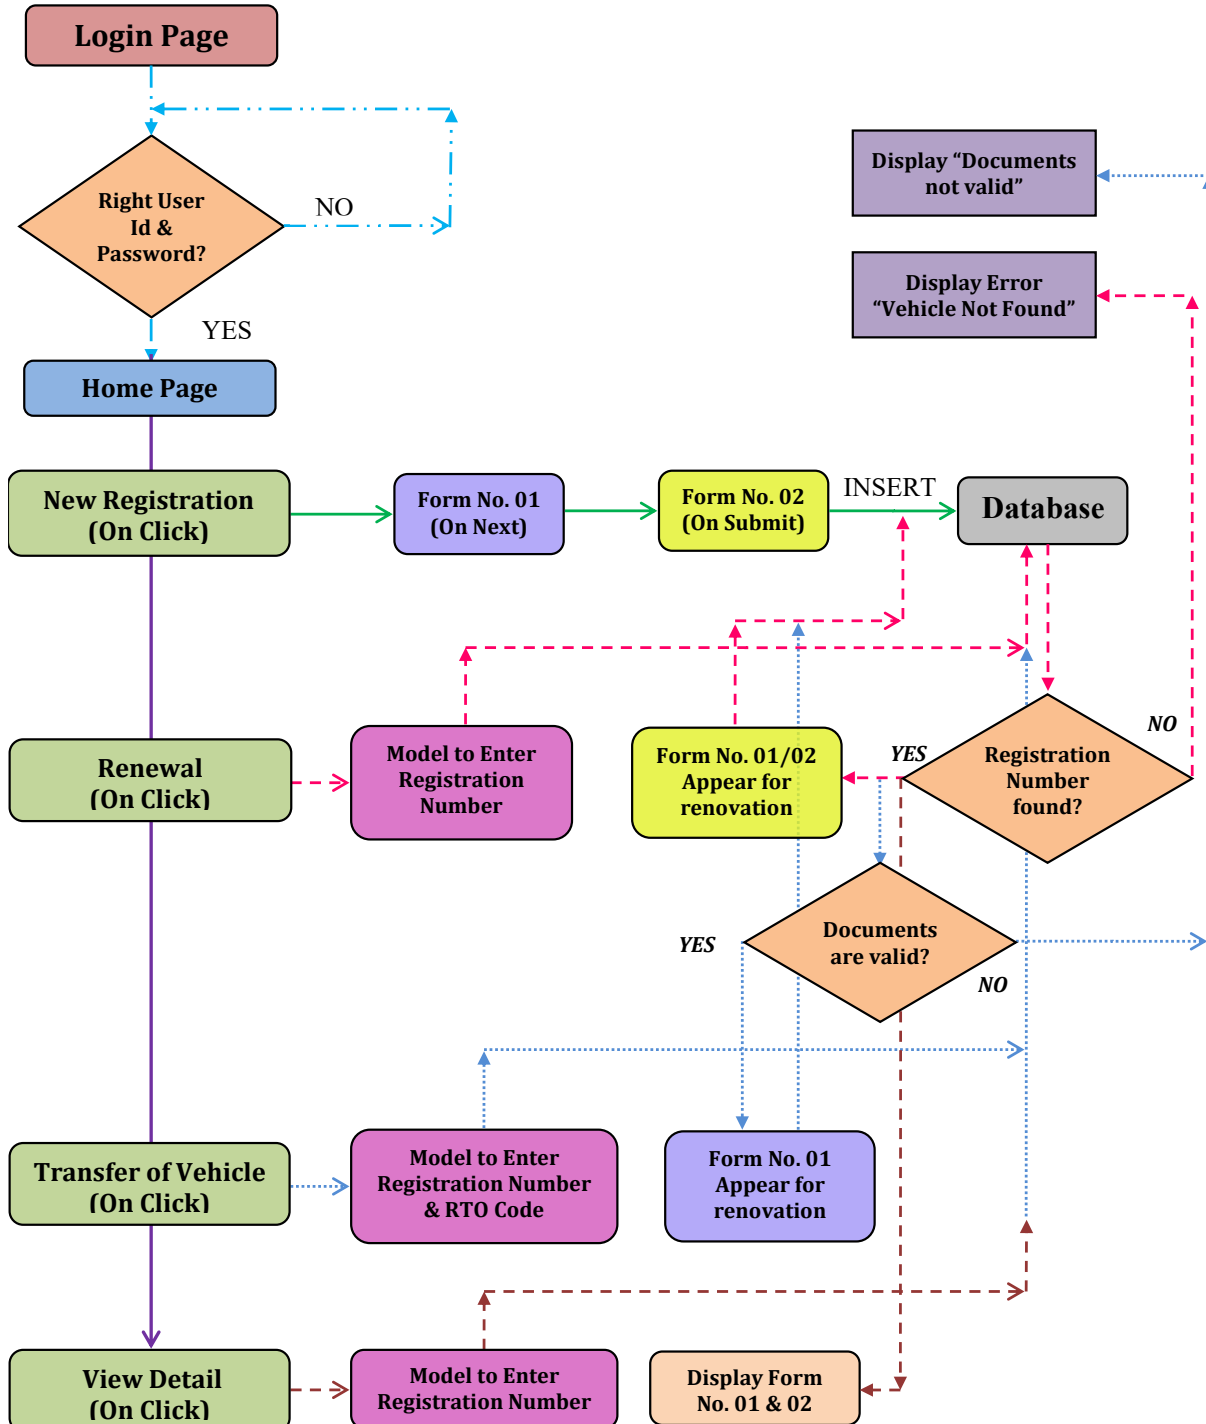 Login Page
Right User
Id &
Password?
NO
YES
Display “Documents
not valid”
Display Error
“Vehicle Not Found”
Home Page
New Registration
(On Click)
Form No. 01
(On Next)
Form No. 02
(On Submit)
INSERT
Database
Renewal
(On Click)
Model to Enter
Registration
Number
Form No. 01/02
Appear for
renovation
YES
Registration
Number
found?
NO
YES
Documents
are valid?
NO
Transfer of Vehicle
(On Click)
Model to Enter
Registration Number
& RTO Code
Form No. 01
Appear for
renovation
View Detail
(On Click)
Model to Enter
Registration Number
Display Form
No. 01 & 02